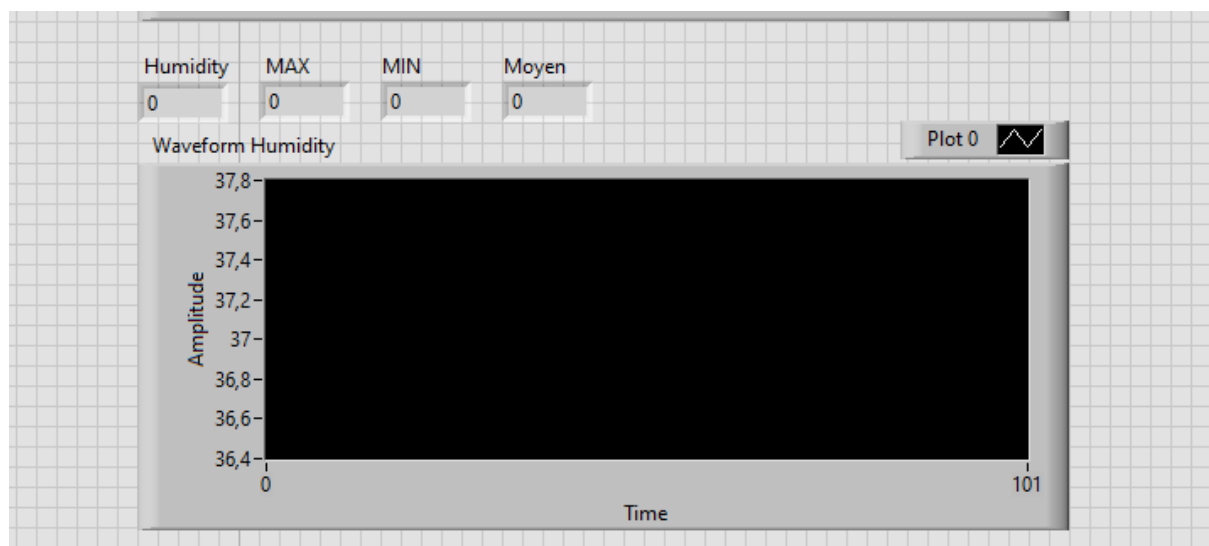 Humidity MAX MIN Moyen
0 0 0 0
Waveform Humidity Plot 0
37,8
37,6
37,4
37,2
37
36,8
36,6
36,4
Amplitude
0 101
Time